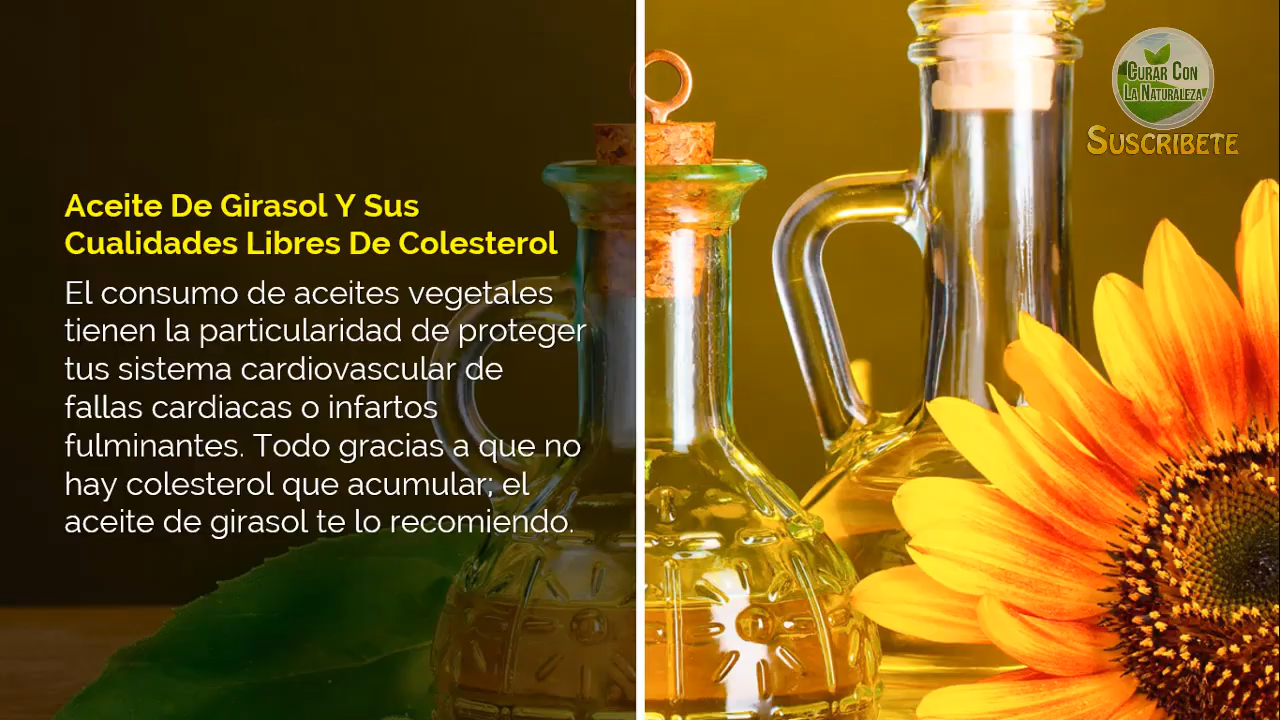 Curar Con
La Naturaleza
Suscribete
Aceite De Girasol Y Sus
Cualidades Libres De Colesterol
El consumo de aceites vegetales
tienen la particularidad de proteger
tus sistema cardiovascular de
fallas cardiacas o infartos
fulminantes. Todo gracias a que no
hay colesterol que acumular; el
aceite de girasol te lo recomiendo.